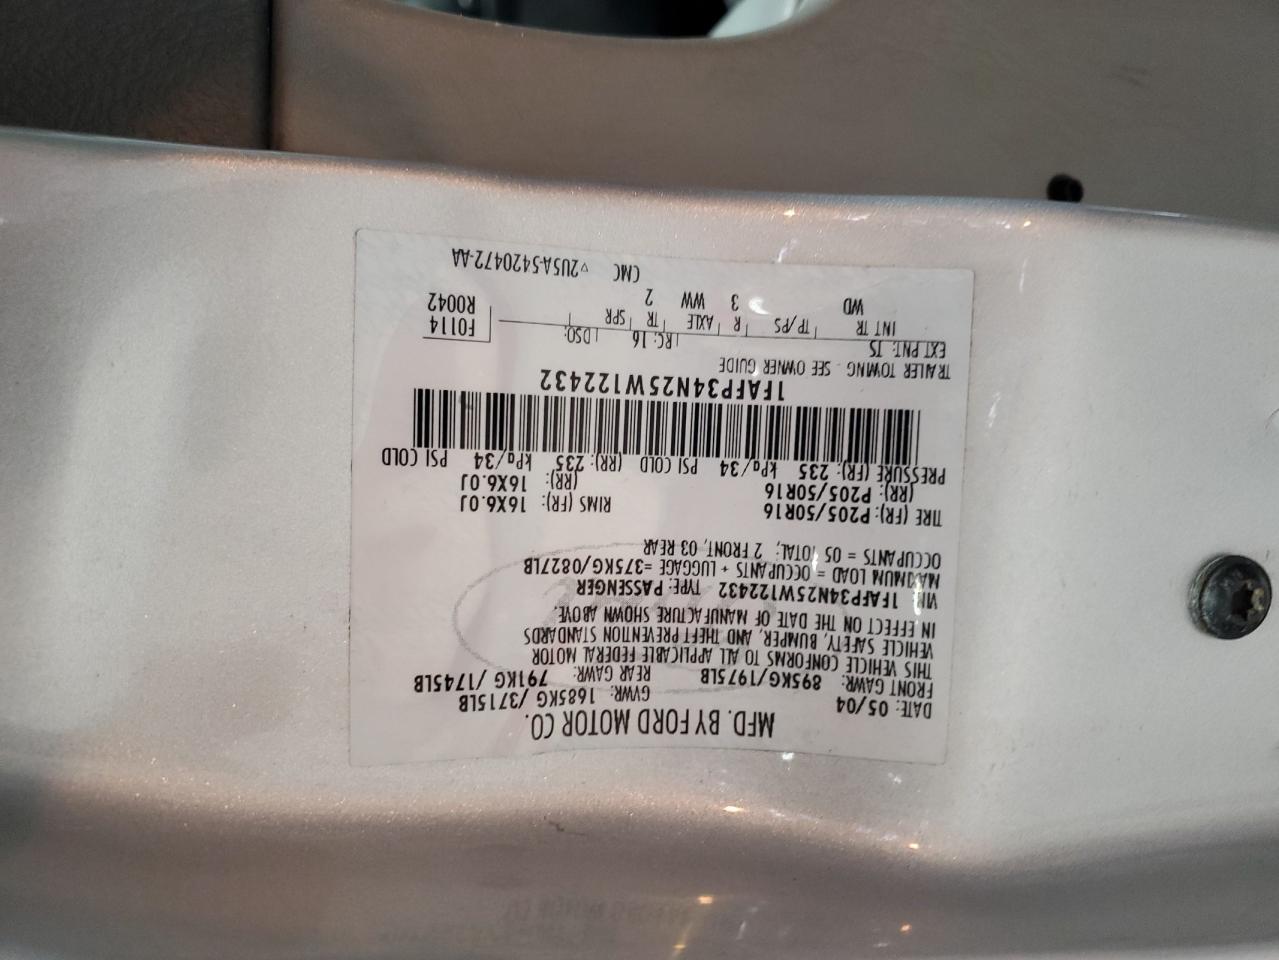 MFD. BY FORD MOTOR CO.
DATE: 05/04 GVWR: 1685KG /3715LB
FRONT GAWR: 895KG/1975LB REAR GAWR: 791KG /1745LB
THIS VEHICLE CONFORMS TO ALL APPLICABLE FEDERAL MOTOR
VEHICLE SAFETY, BUMPER, AND THEFT PREVENTION STANDARDS
IN EFFECT ON THE DATE OF MANUFACTURE SHOWN ABOVE.
VIN: 1FAFP34N25W122432 TYPE: PASSENGER
MAXIMUM LOAD = OCCUPANTS + LUGGAGE =375KG/0827LB
OCCUPANTS = 05 TOTAL; 2 FRONT, 03 REAR
TIRE (FR): P205/50R16 RIMS (FR): 16X6.0J
(RR): P205/50R16 (RR): 16X6.0J
PRESSURE (FR): 235 kPa/34 PSI COLD (RR): 235 kPa/34 PSI COLD
1FAFP34N25W122432
TRAILER TOWING - SEE OWNER GUIDE
EXT PNT: TS RC: 16 DSO: F0114
INT TR TP/PS R AXLE TR SPR R0042
WD 3 WW 2
CMC ▽2U5A-5420472-AA